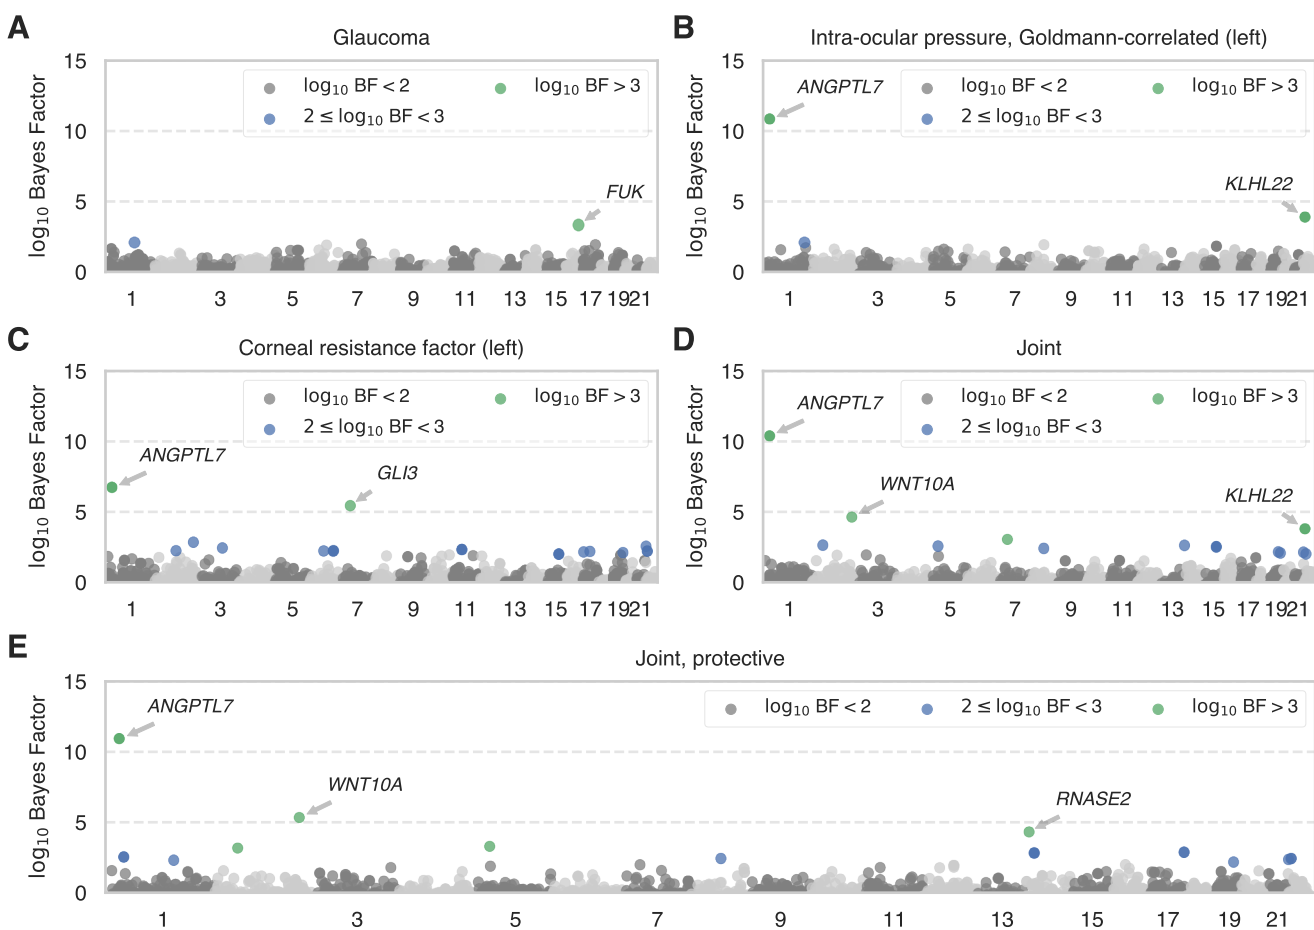 A
Glaucoma
log₁₀ Bayes Factor
15
10
5
0
log₁₀ BF < 2
log₁₀ BF > 3
2 ≤ log₁₀ BF < 3
FUK
1 3 5 7 9 11 13 15 17 19 21
B
Intra-ocular pressure, Goldmann-correlated (left)
log₁₀ Bayes Factor
15
10
5
0
log₁₀ BF < 2
log₁₀ BF > 3
2 ≤ log₁₀ BF < 3
ANGPTL7
KLHL22
1 3 5 7 9 11 13 15 17 19 21
C
Corneal resistance factor (left)
log₁₀ Bayes Factor
15
10
5
0
log₁₀ BF < 2
log₁₀ BF > 3
2 ≤ log₁₀ BF < 3
ANGPTL7
GLI3
1 3 5 7 9 11 13 15 17 19 21
D
Joint
log₁₀ Bayes Factor
15
10
5
0
log₁₀ BF < 2
log₁₀ BF > 3
2 ≤ log₁₀ BF < 3
ANGPTL7
WNT10A
KLHL22
1 3 5 7 9 11 13 15 17 19 21
E
Joint, protective
log₁₀ Bayes Factor
15
10
5
0
log₁₀ BF < 2
2 ≤ log₁₀ BF < 3
log₁₀ BF > 3
ANGPTL7
WNT10A
RNASE2
1 3 5 7 9 11 13 15 17 19 21